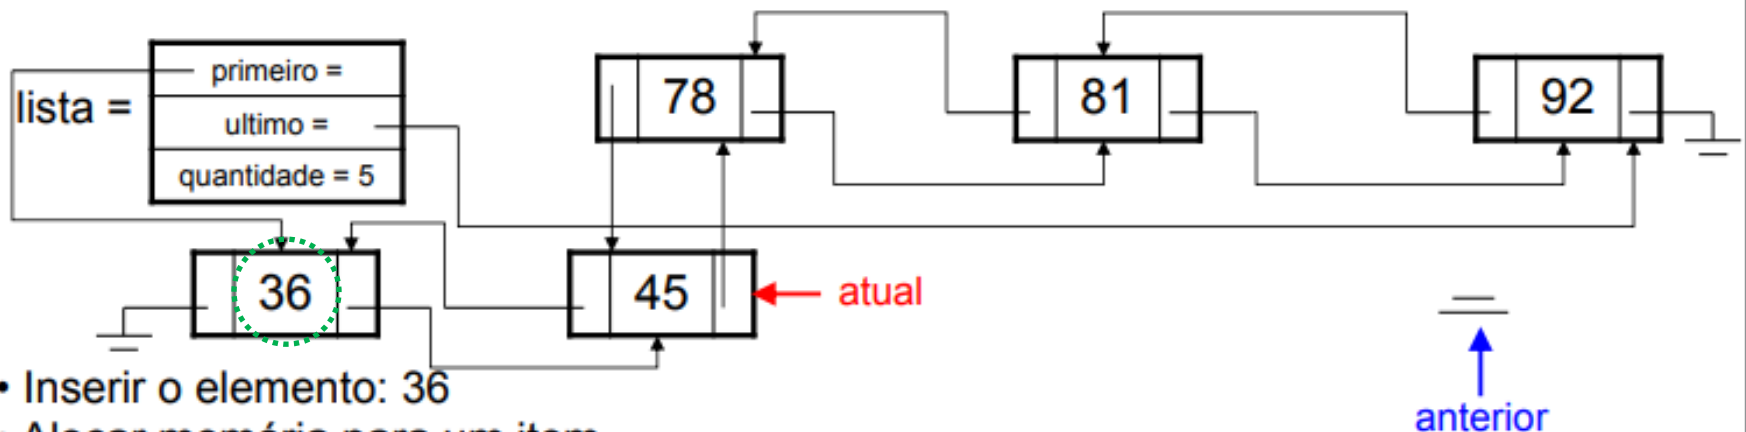 primeiro =
lista =
ultimo =
quantidade = 5
78
81
92
36
45
atual
• Inserir o elemento: 36
anterior